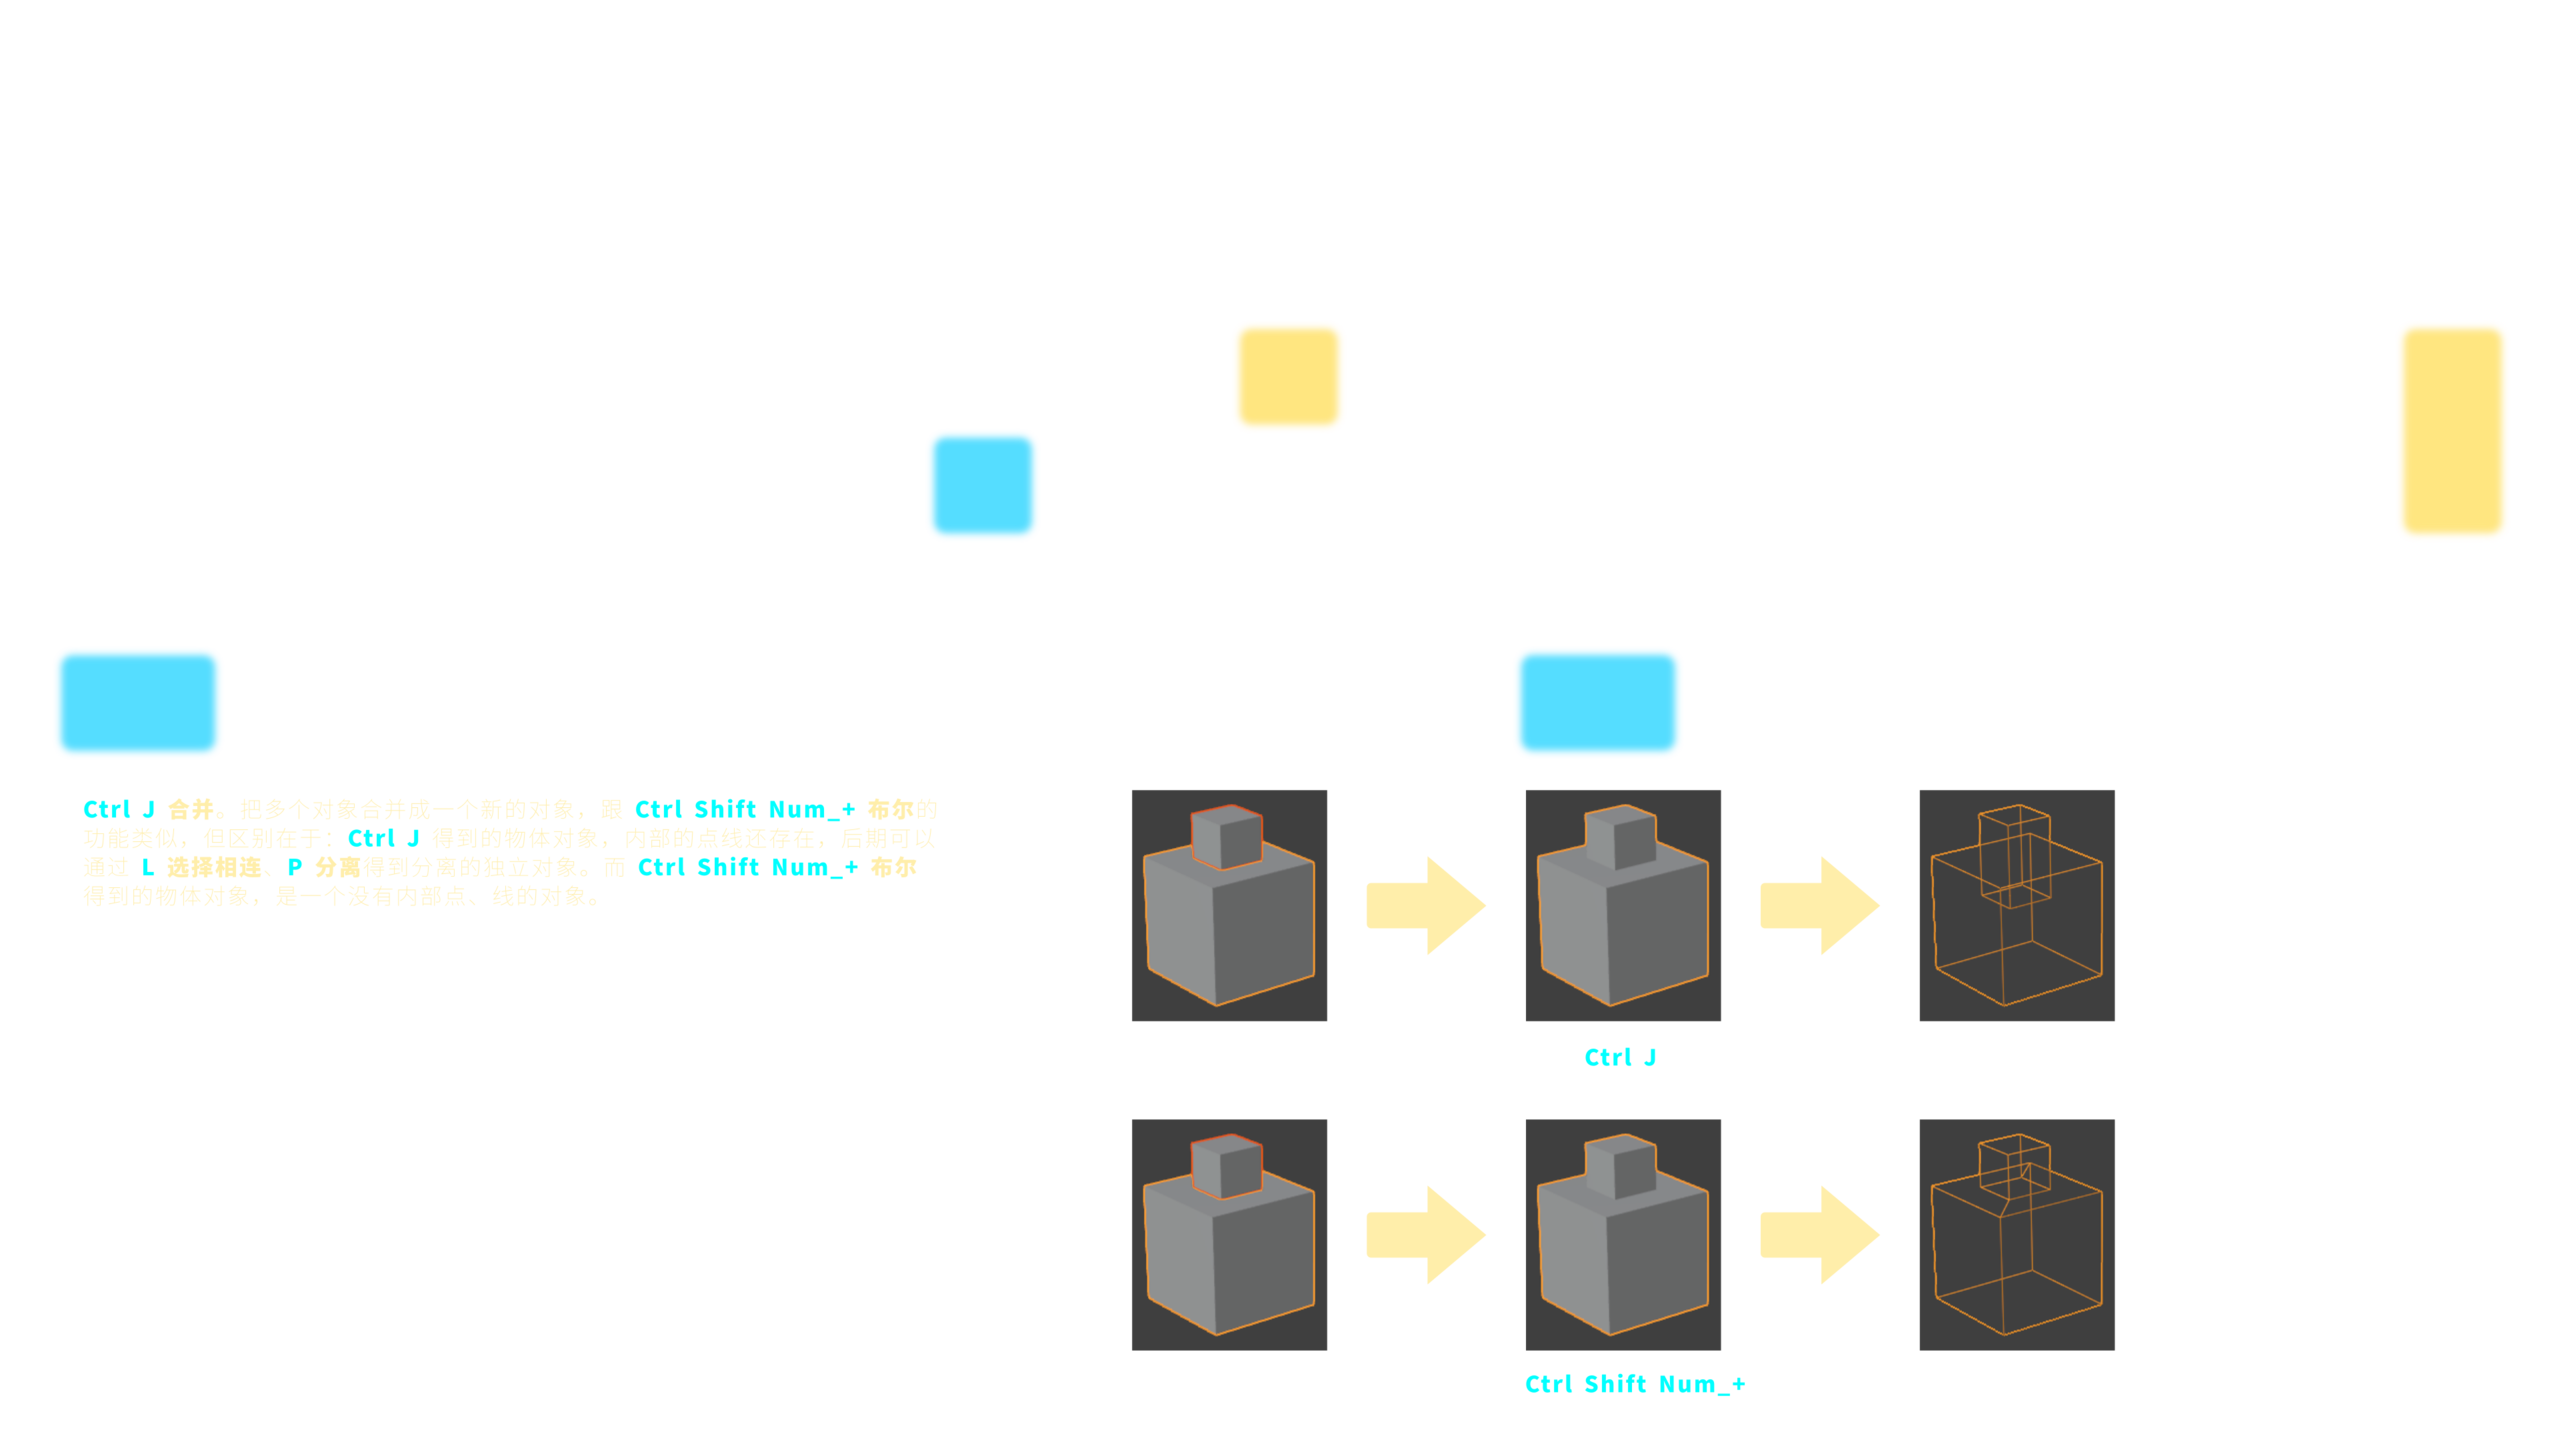 Ctrl J 合并。把多个对象合并成一个新的对象，跟 Ctrl Shift Num_+ 布尔的
功能类似，但区别在于：Ctrl J 得到的物体对象，内部的点线还存在，后期可以
通过 L 选择相连、P 分离得到分离的独立对象。而 Ctrl Shift Num_+ 布尔
得到的物体对象，是一个没有内部点、线的对象。
Ctrl J
Ctrl Shift Num_+